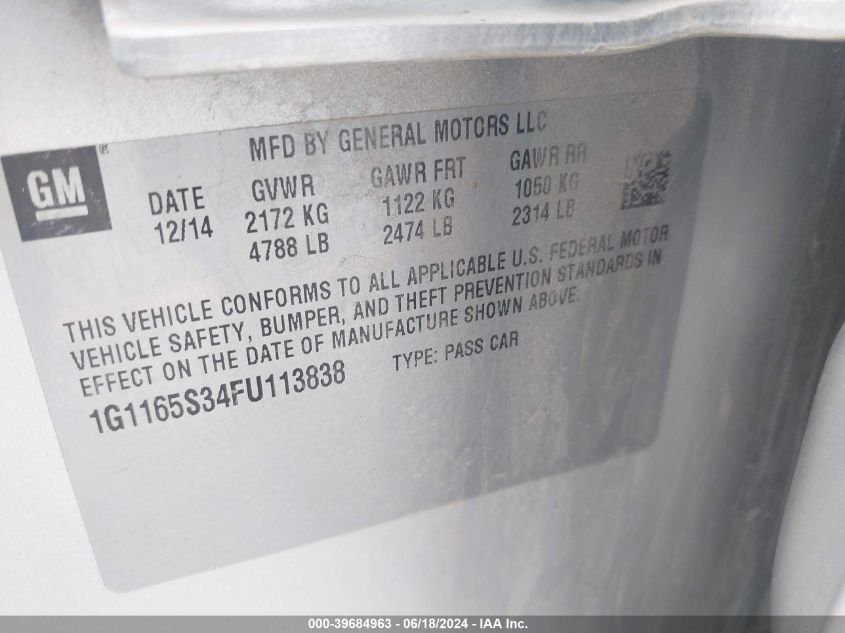 MFD BY GENERAL MOTORS LLC
GM ®
DATE GVWR GAWR FRT GAWR RR
12/14 2172 KG 1122 KG 1050 KG
4788 LB 2474 LB 2314 LB
THIS VEHICLE CONFORMS TO ALL APPLICABLE U.S. FEDERAL MOTOR
VEHICLE SAFETY, BUMPER, AND THEFT PREVENTION STANDARDS IN
EFFECT ON THE DATE OF MANUFACTURE SHOWN ABOVE.
1G1165S34FU113838 TYPE: PASS CAR
000-39684963 - 06/18/2024 - IAA Inc.